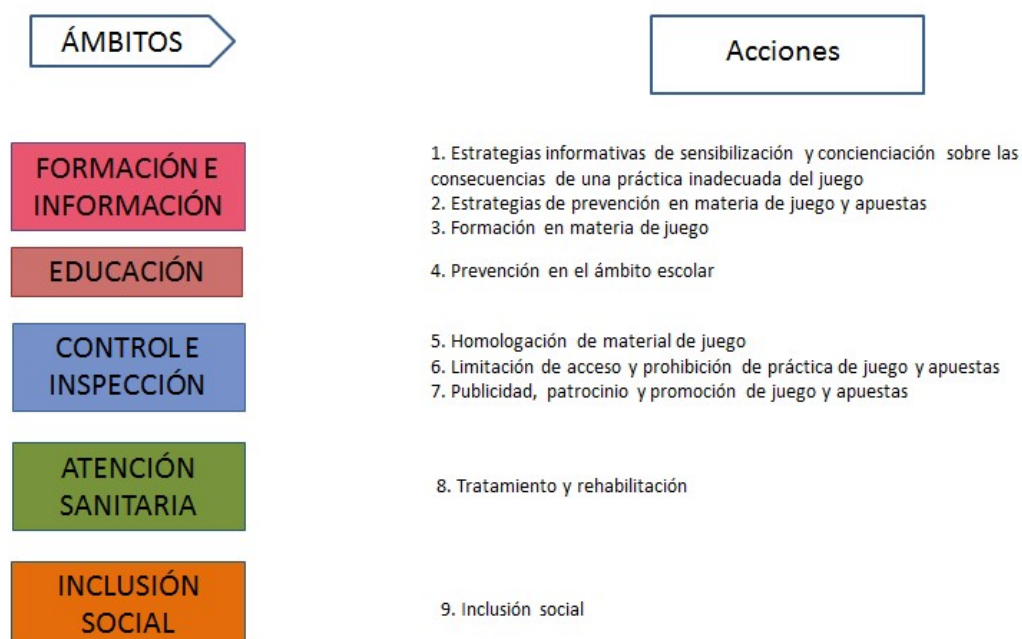 ÁMBITOS
Acciones
FORMACIÓN E
INFORMACIÓN
1. Estrategias informativas de sensibilización y concienciación sobre las
consecuencias de una práctica inadecuada del juego
2. Estrategias de prevención en materia de juego y apuestas
3. Formación en materia de juego
EDUCACIÓN
4. Prevención en el ámbito escolar
CONTROL E
INSPECCIÓN
5. Homologación de material de juego
6. Limitación de acceso y prohibición de práctica de juego y apuestas
7. Publicidad, patrocinio y promoción de juego y apuestas
ATENCIÓN
SANITARIA
8. Tratamiento y rehabilitación
INCLUSIÓN
SOCIAL
9. Inclusión social